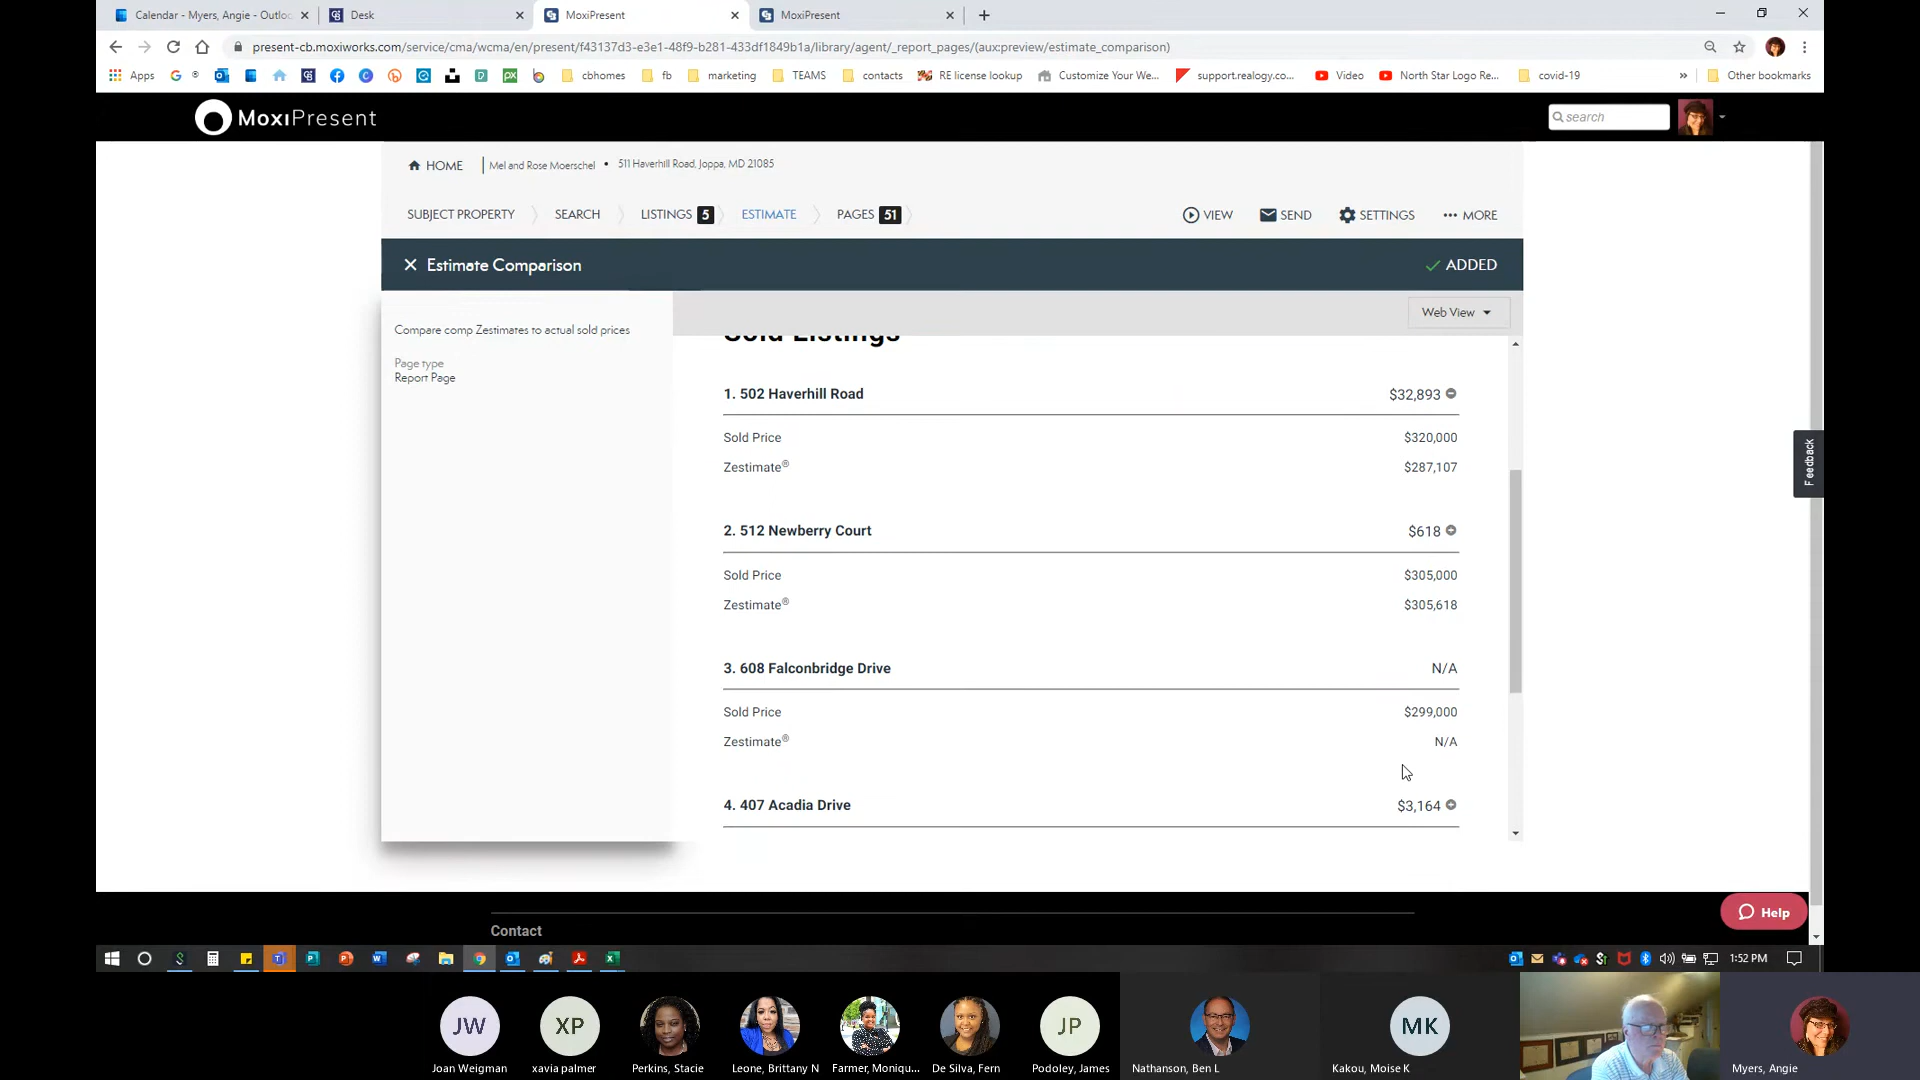 Calendar - Myers, Angie - Outloc
Desk
MoxiPresent
MoxiPresent
present-cb.moxiworks.com/service/cma/wcma/en/present/f43137d3-e3e1-48f9-b281-433df1849b1a/library/agent/_report_pages/(aux:preview/estimate_comparison)
Apps
cbhomes
fb
marketing
TEAMS
contacts
RE license lookup
Customize Your We...
support.realogy.co...
Video
North Star Logo Re...
covid-19
»
Other bookmarks
MoxiPresent
search
HOME
Mel and Rose Moerschel • 511 Haverhill Road, Joppa, MD 21085
SUBJECT PROPERTY
SEARCH
LISTINGS 5
ESTIMATE
PAGES 51
VIEW
SEND
SETTINGS
MORE
Estimate Comparison
ADDED
Compare comp Zestimates to actual sold prices
Page type
Report Page
Web View
Sold Listings
1. 502 Haverhill Road $32,893
Sold Price $320,000
Zestimate® $287,107
2. 512 Newberry Court $618
Sold Price $305,000
Zestimate® $305,618
3. 608 Falconbridge Drive N/A
Sold Price $299,000
Zestimate® N/A
4. 407 Acadia Drive $3,164
Feedback
Help
Contact
1:52 PM
JW
XP
JP
MK
Joan Weigman
xavia palmer
Perkins, Stacie
Leone, Brittany N
Farmer, Moniqu...
De Silva, Fern
Podoley, James
Nathanson, Ben L
Kakou, Moise K
Myers, Angie